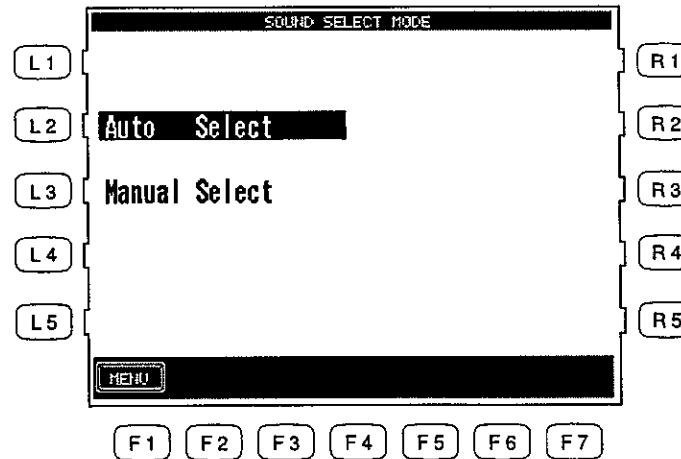 SOUND SELECT MODE
L1 R1
L2 Auto Select R2
L3 Manual Select R3
L4 R4
L5 R5
MENU
F1 F2 F3 F4 F5 F6 F7